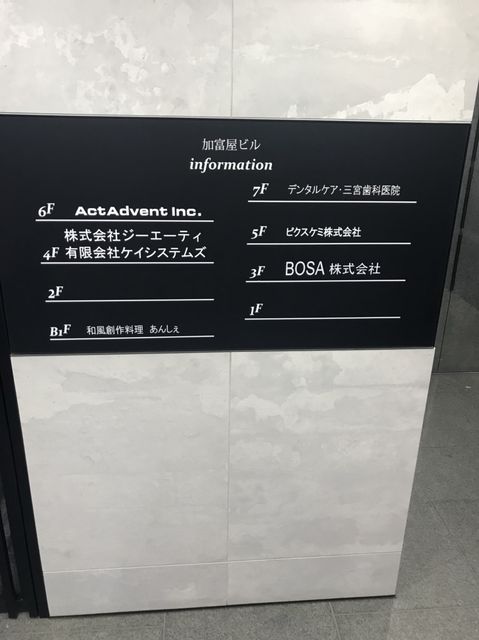 加富屋ビル
information
7F デンタルケア・三宮歯科医院
6F ActAdvent Inc.
5F ピクスケミ株式会社
株式会社ジーエーティ
4F 有限会社ケイシステムズ
3F BOSA 株式会社
2F
1F
B1F 和風創作料理 あんしぇ